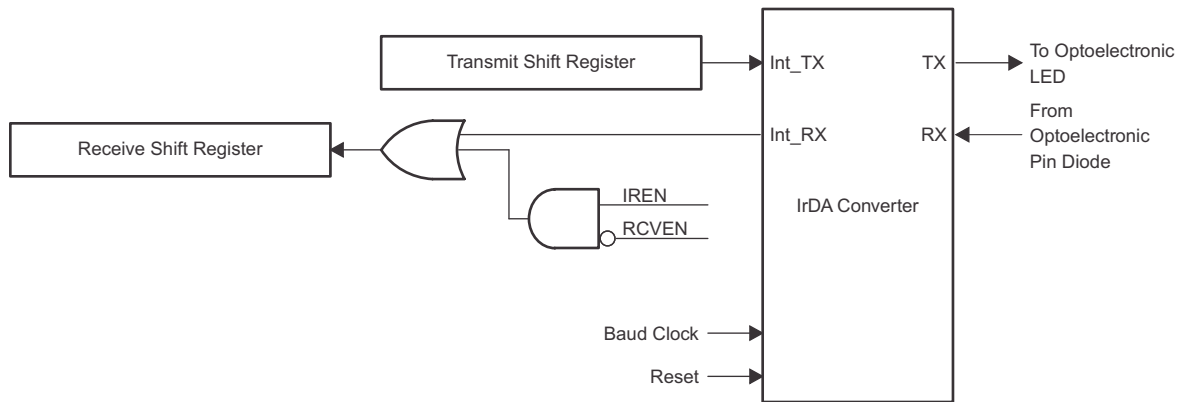 Transmit Shift Register
Int_TX
TX
To Optoelectronic
LED
Receive Shift Register
Int_RX
RX
From
Optoelectronic
Pin Diode
IREN
RCVEN
IrDA Converter
Baud Clock
Reset